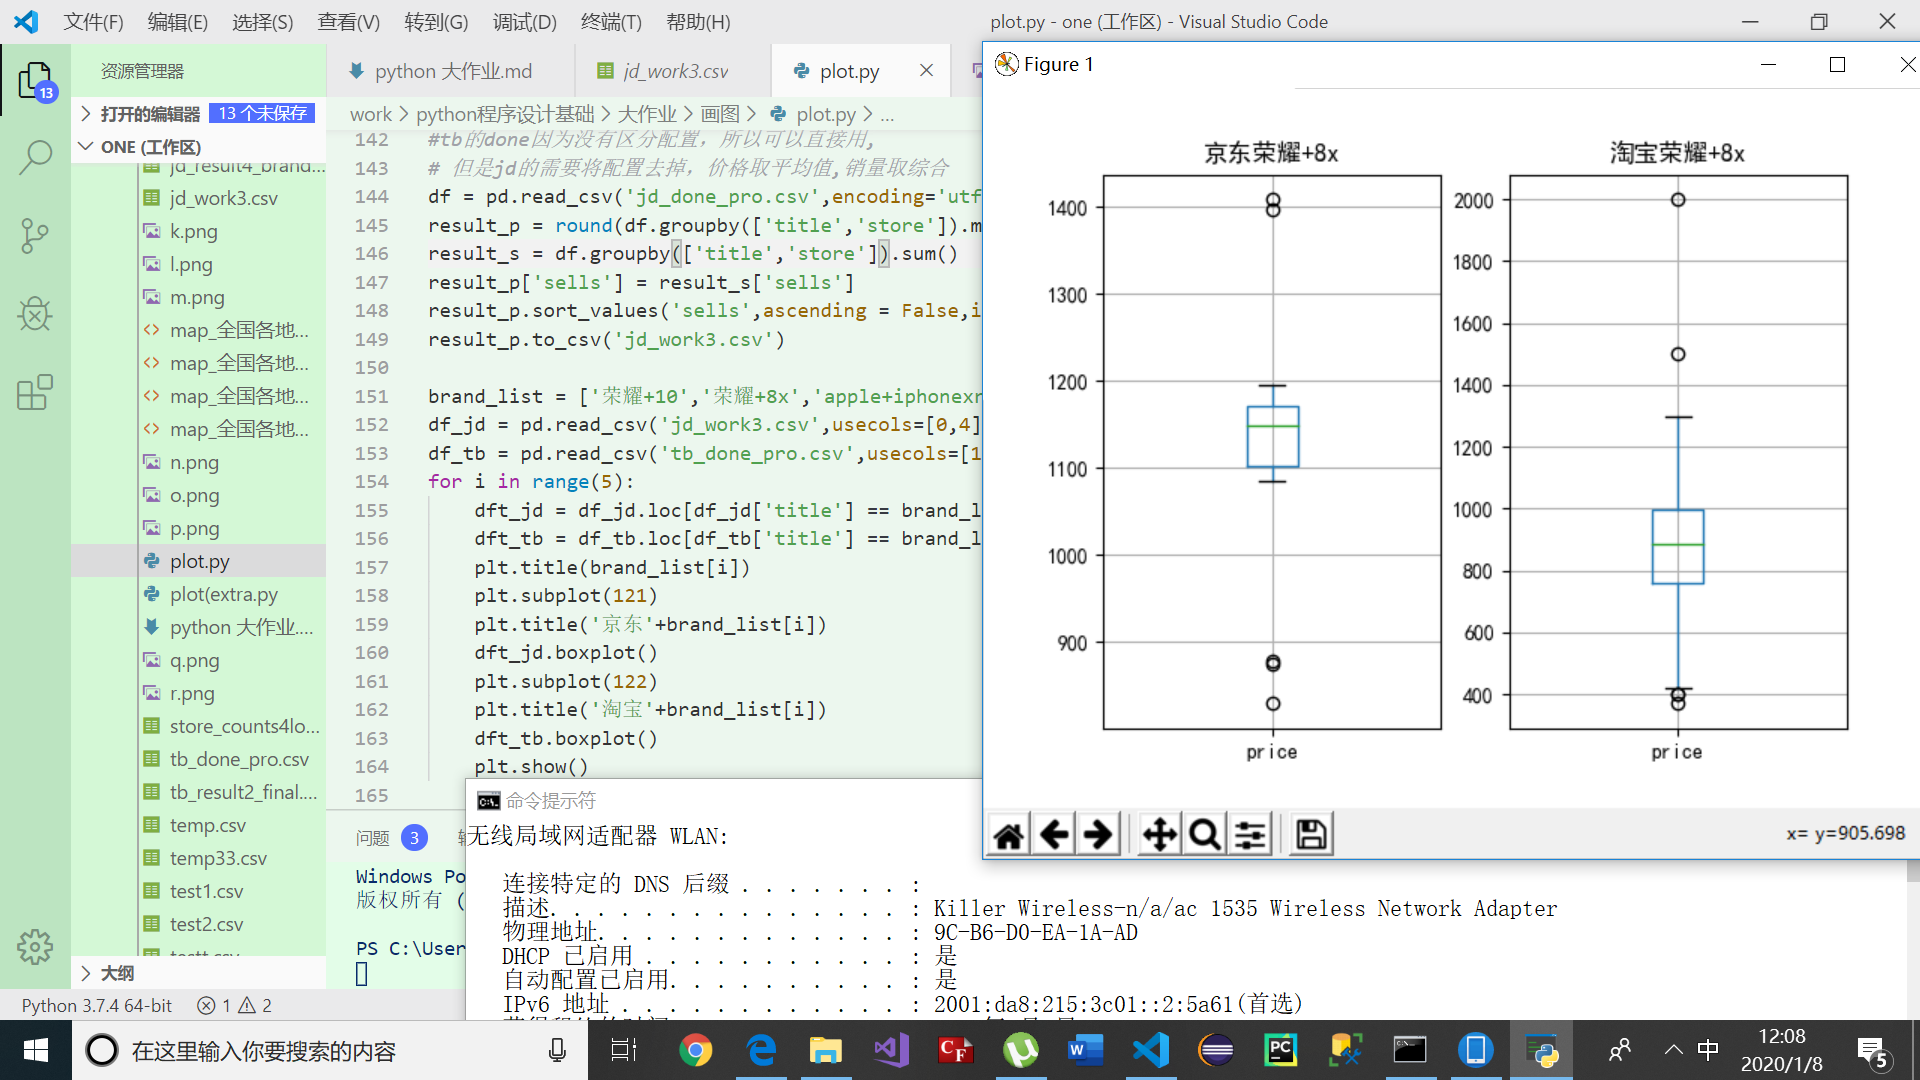 文件(F) 编辑(E) 选择(S) 查看(V) 转到(G) 调试(D) 终端(T) 帮助(H) plot.py - one (工作区) - Visual Studio Code
13
资源管理器
打开的编辑器 13 个未保存
ONE (工作区)
jd_result4_brand...
jd_work3.csv
k.png
l.png
m.png
map_全国各地...
map_全国各地...
map_全国各地...
map_全国各地...
n.png
o.png
p.png
plot.py
plot(extra.py
python 大作业....
q.png
r.png
store_counts4lo...
tb_done_pro.csv
tb_result2_final....
temp.csv
temp33.csv
test1.csv
test2.csv
大纲
python 大作业.md jd_work3.csv plot.py
work > python程序设计基础 > 大作业 > 画图 > plot.py > ...
142 #tb的done因为没有区分配置，所以可以直接用,
143 # 但是jd的需要将配置去掉，价格取平均值,销量取综合
144 df = pd.read_csv('jd_done_pro.csv',encoding='utf
145 result_p = round(df.groupby(['title','store']).m
146 result_s = df.groupby(['title','store']).sum()
147 result_p['sells'] = result_s['sells']
148 result_p.sort_values('sells',ascending = False,i
149 result_p.to_csv('jd_work3.csv')
150
151 brand_list = ['荣耀+10','荣耀+8x','apple+iphonexr
152 df_jd = pd.read_csv('jd_work3.csv',usecols=[0,4]
153 df_tb = pd.read_csv('tb_done_pro.csv',usecols=[1
154 for i in range(5):
155 dft_jd = df_jd.loc[df_jd['title'] == brand_l
156 dft_tb = df_tb.loc[df_tb['title'] == brand_l
157 plt.title(brand_list[i])
158 plt.subplot(121)
159 plt.title('京东'+brand_list[i])
160 dft_jd.boxplot()
161 plt.subplot(122)
162 plt.title('淘宝'+brand_list[i])
163 dft_tb.boxplot()
164 plt.show()
165
问题 3
Windows Po
版权所有 (
PS C:\User
Figure 1
京东荣耀+8x
1400
1300
1200
1100
1000
900
price
淘宝荣耀+8x
2000
1800
1600
1400
1200
1000
800
600
400
price
x= y=905.698
命令提示符
无线局域网适配器 WLAN:
连接特定的 DNS 后缀 . . . . . . . :
描述. . . . . . . . . . . . . . . : Killer Wireless-n/a/ac 1535 Wireless Network Adapter
物理地址. . . . . . . . . . . . . : 9C-B6-D0-EA-1A-AD
DHCP 已启用 . . . . . . . . . . . : 是
自动配置已启用. . . . . . . . . . : 是
IPv6 地址 . . . . . . . . . . . . : 2001:da8:215:3c01::2:5a61(首选)
Python 3.7.4 64-bit 1 2
在这里输入你要搜索的内容
中
12:08
2020/1/8
5